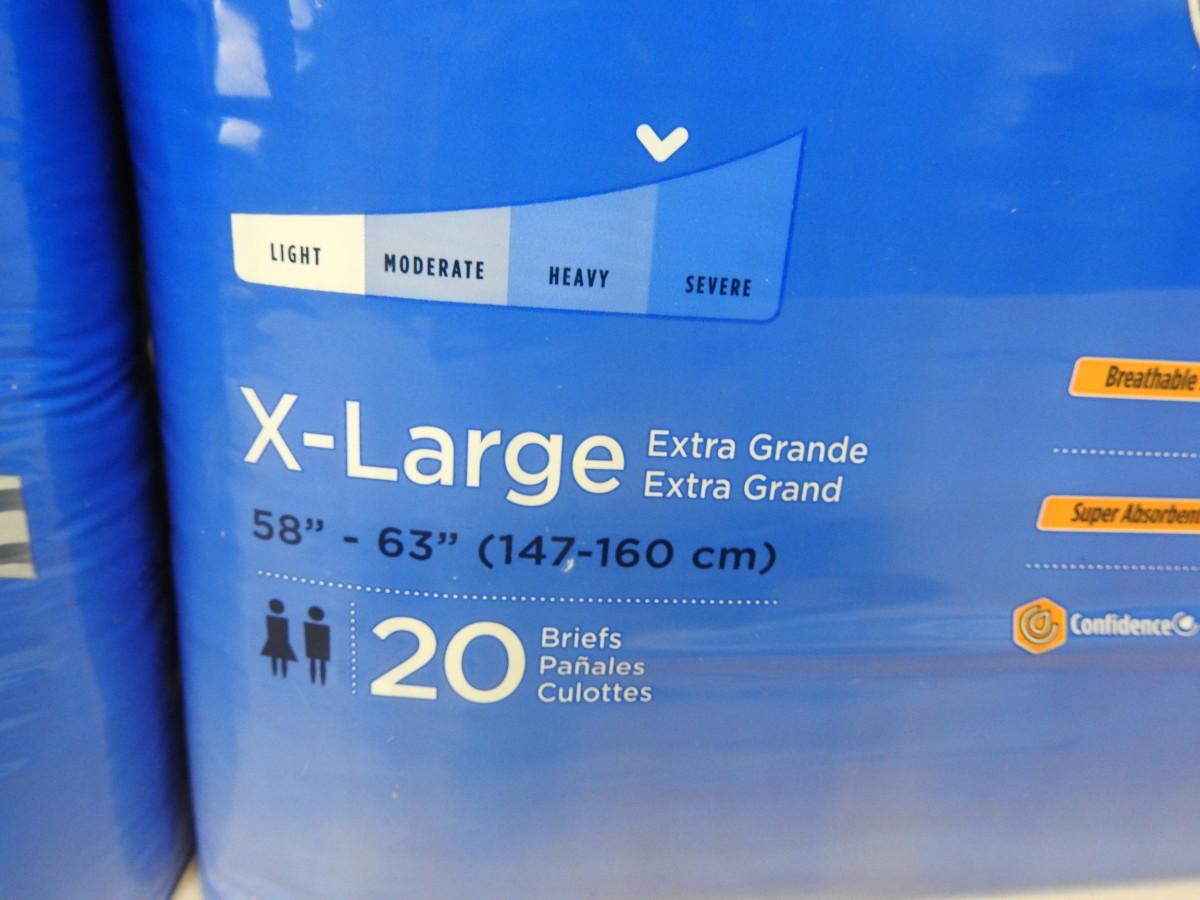 LIGHT
MODERATE
HEAVY
SEVERE
X-Large
Extra Grande
Extra Grand
58” - 63” (147-160 cm)
20
Briefs
Pañales
Culottes
Breathable
Super Absorben
Confidence